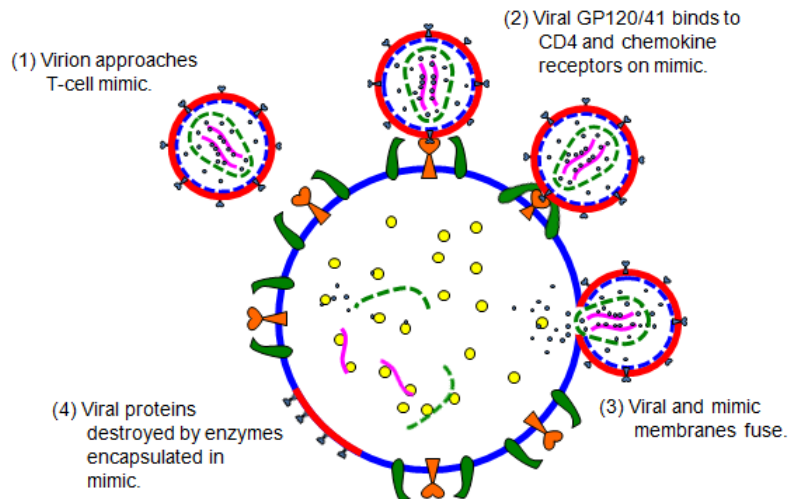 (1) Virion approaches
T-cell mimic.
(2) Viral GP120/41 binds to
CD4 and chemokine
receptors on mimic.
(3) Viral and mimic
membranes fuse.
(4) Viral proteins
destroyed by enzymes
encapsulated in
mimic.